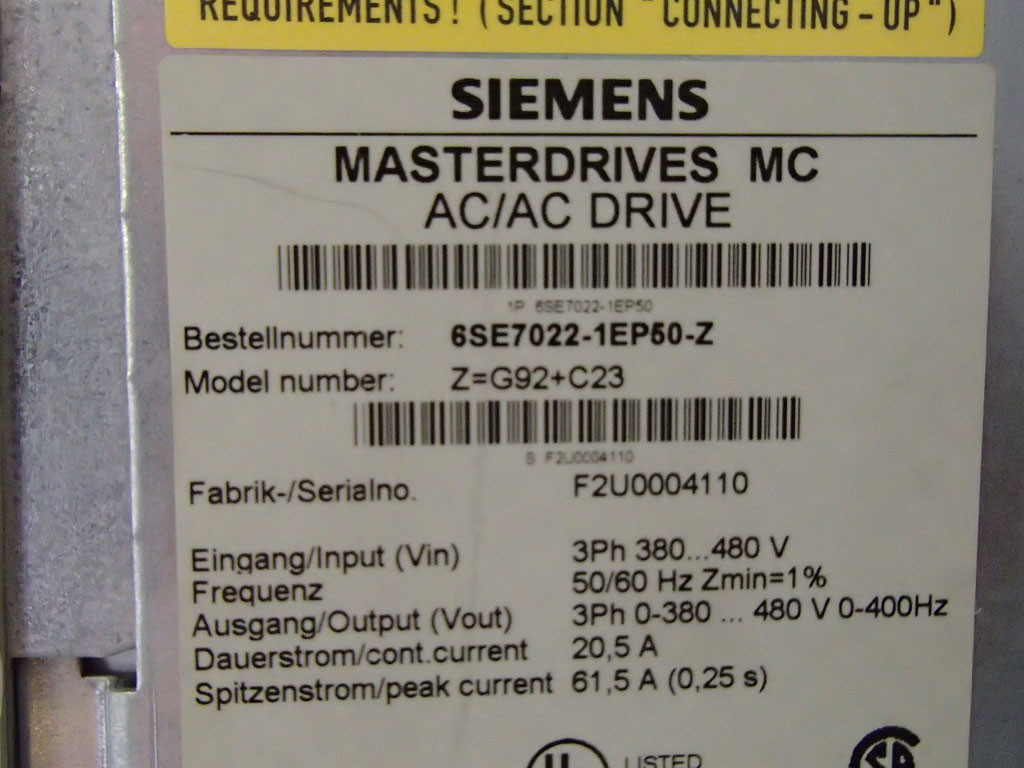 REQUIREMENTS! (SECTION "CONNECTING-UP")
SIEMENS
MASTERDRIVES MC
AC/AC DRIVE
1P 6SE7022-1EP50
Bestellnummer: 6SE7022-1EP50-Z
Model number: Z=G92+C23
S F2U0004110
Fabrik-/Serialno. F2U0004110
Eingang/Input (Vin) 3Ph 380...480 V
Frequenz 50/60 Hz Zmin=1%
Ausgang/Output (Vout) 3Ph 0-380 ... 480 V 0-400Hz
Dauerstrom/cont.current 20,5 A
Spitzenstrom/peak current 61,5 A (0,25 s)
UL LISTED